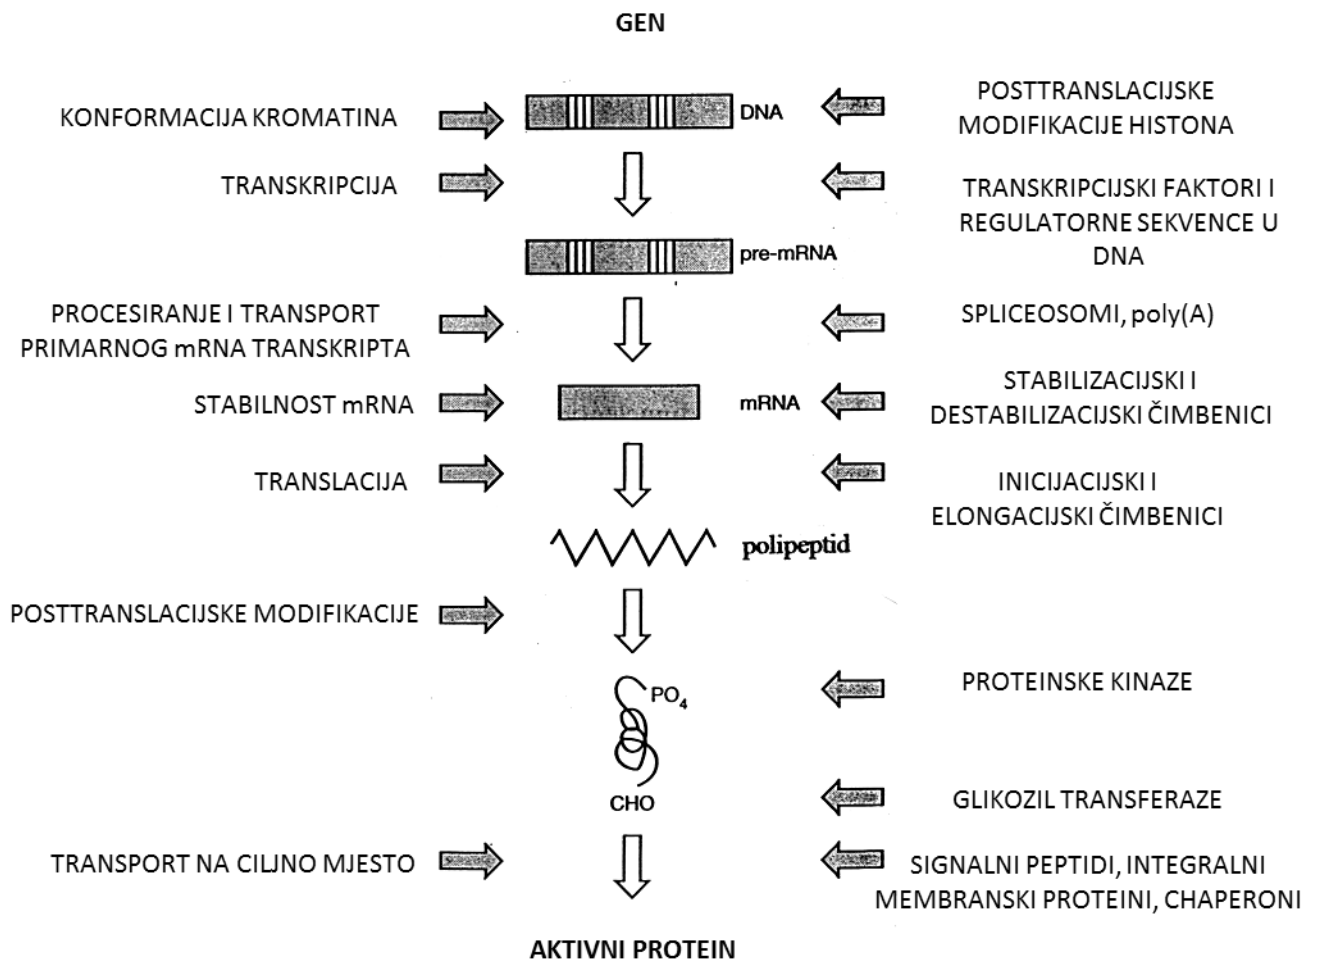 GEN
KONFORMACIJA KROMATINA
DNA
POSTTRANSLACIJSKE
MODIFIKACIJE HISTONA
TRANSKRIPCIJA
TRANSKRIPCIJSKI FAKTORI I
REGULATORNE SEKVENCE U
DNA
pre-mRNA
PROCESIRANJE I TRANSPORT
PRIMARNOG mRNA TRANSKRIPTA
SPLICEOSOMI, poly(A)
STABILNOST mRNA
mRNA
STABILIZACIJSKI I
DESTABILIZACIJSKI ČIMBENICI
TRANSLACIJA
INICIJACIJSKI I
ELONGACIJSKI ČIMBENICI
polipeptid
POSTTRANSLACIJSKE MODIFIKACIJE
PO4
PROTEINSKE KINAZE
CHO
GLIKOZIL TRANSFERAZE
TRANSPORT NA CILJNO MJESTO
SIGNALNI PEPTIDI, INTEGRALNI
MEMBRANSKI PROTEINI, CHAPERONI
AKTIVNI PROTEIN